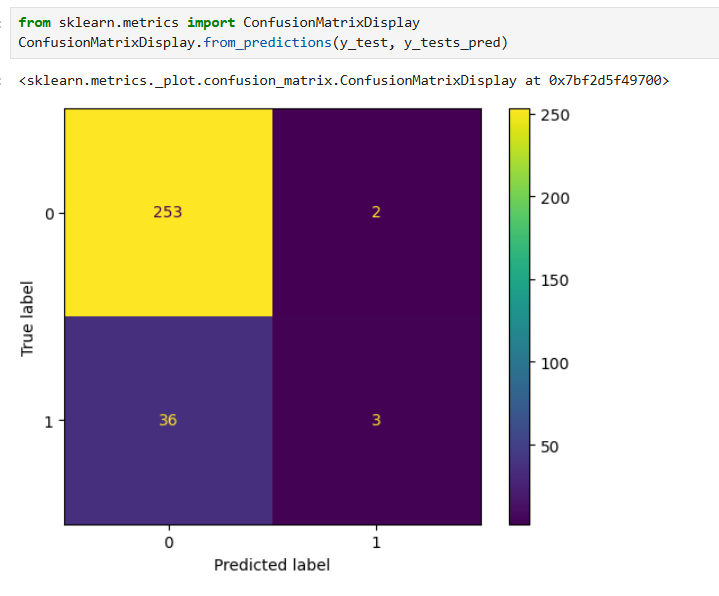 from sklearn.metrics import ConfusionMatrixDisplay
ConfusionMatrixDisplay.from_predictions(y_test, y_tests_pred)
<sklearn.metrics._plot.confusion_matrix.ConfusionMatrixDisplay at 0x7bf2d5f49700>
250
0
253
2
200
150
True label
100
1
36
3
50
0
1
Predicted label